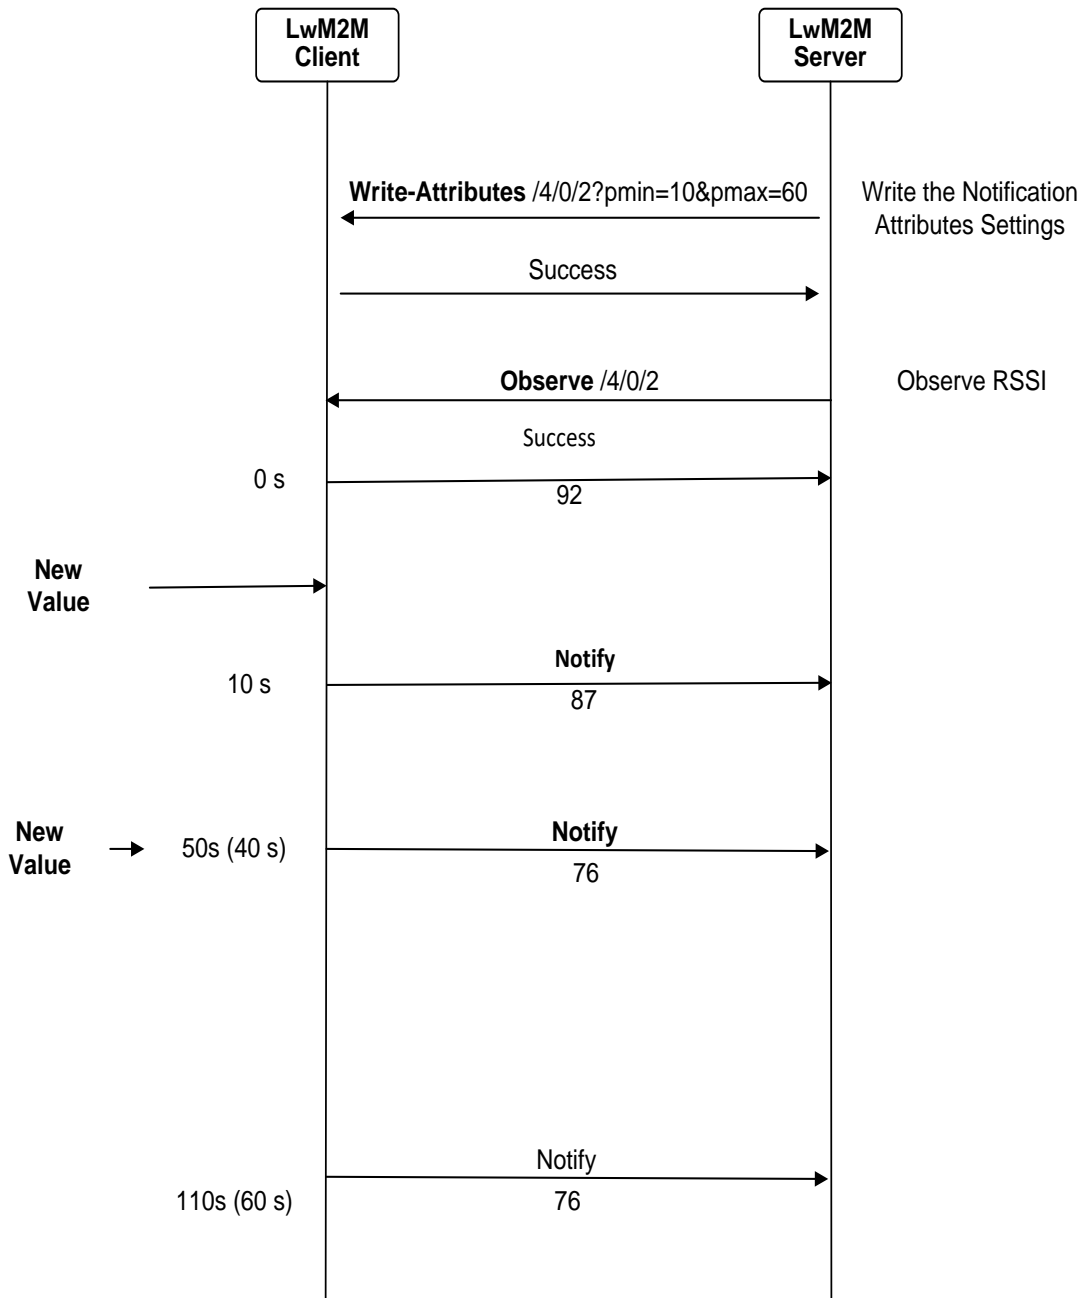 LwM2M
Client
LwM2M
Server
Write-Attributes /4/0/2?pmin=10&pmax=60
Write the Notification
Attributes Settings
Success
Observe /4/0/2
Observe RSSI
Success
0 s
92
New
Value
Notify
10 s
87
New
Value
50s (40 s)
Notify
76
Notify
110s (60 s)
76